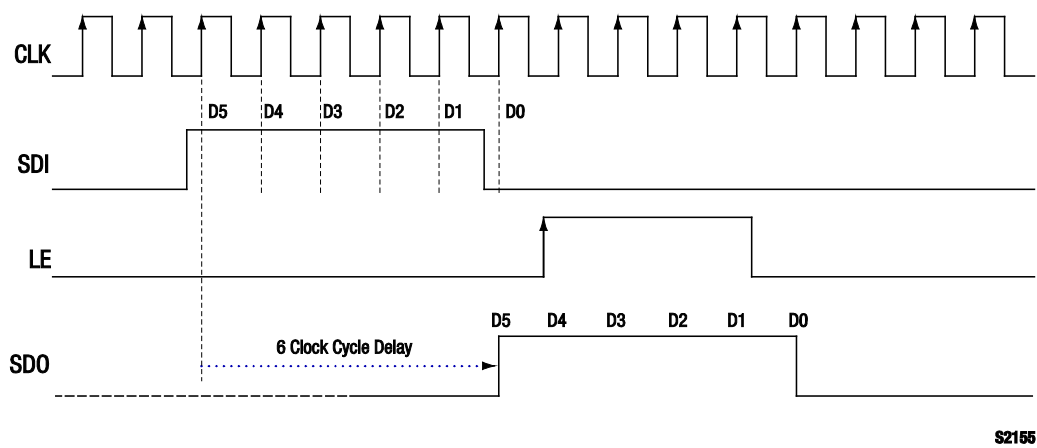 CLK
D5 D4 D3 D2 D1 D0
SDI
LE
D5 D4 D3 D2 D1 D0
6 Clock Cycle Delay
SDO
S2155